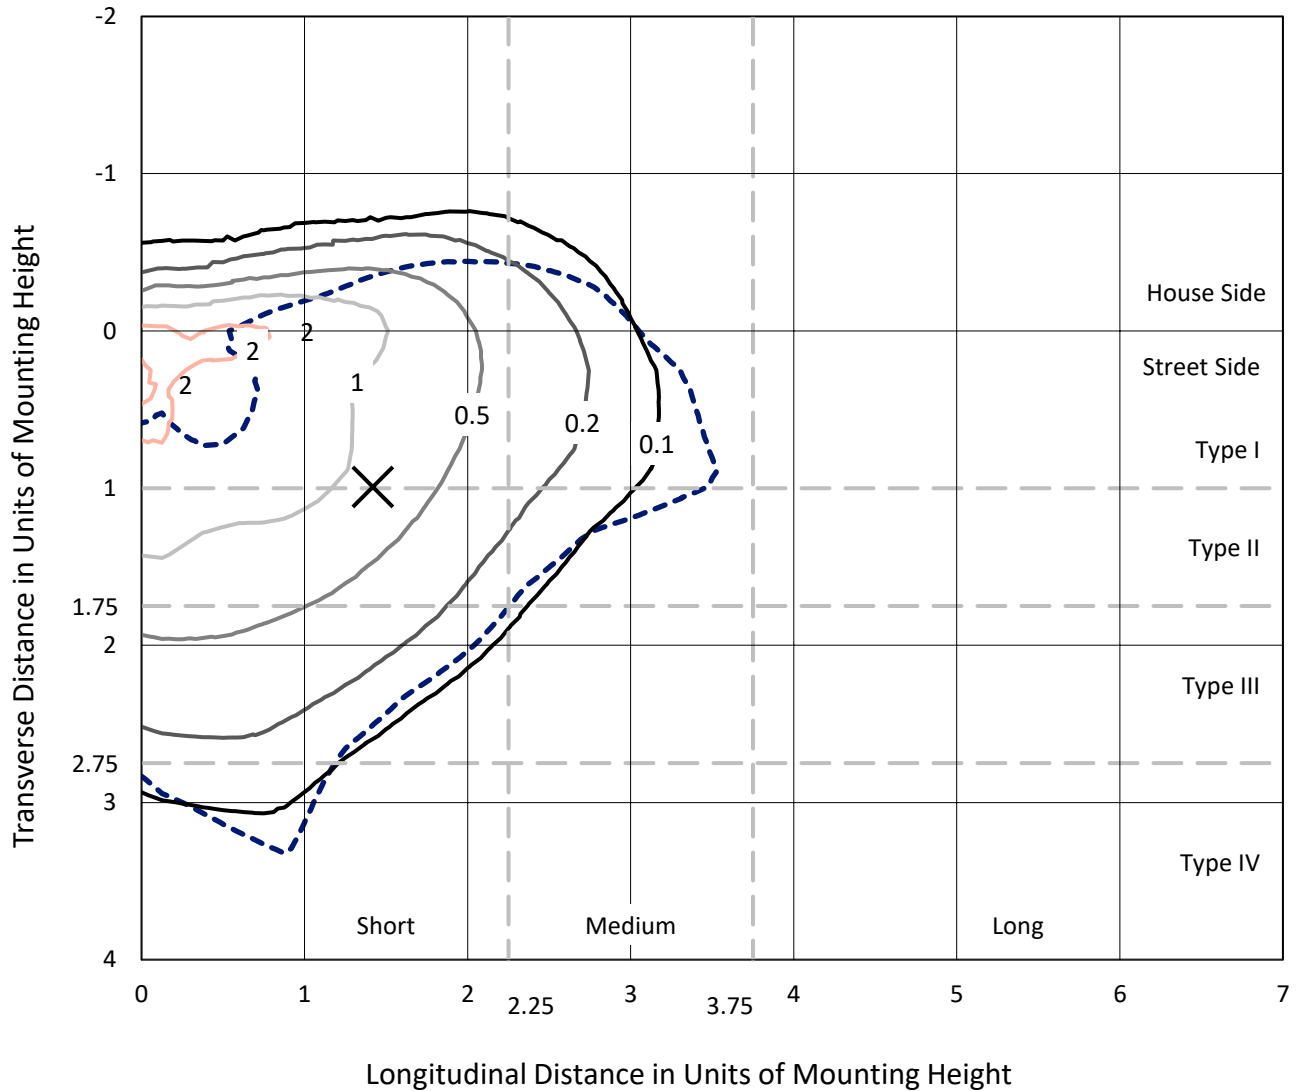 -2
-1
House Side
0
2
2
Street Side
2
1
0.5
0.2
0.1
Type I
1
Type II
1.75
2
Type III
2.75
3
Type IV
Short
Medium
Long
4
0
1
2
2.25
3
3.75
4
5
6
7
Transverse Distance in Units of Mounting Height
Longitudinal Distance in Units of Mounting Height